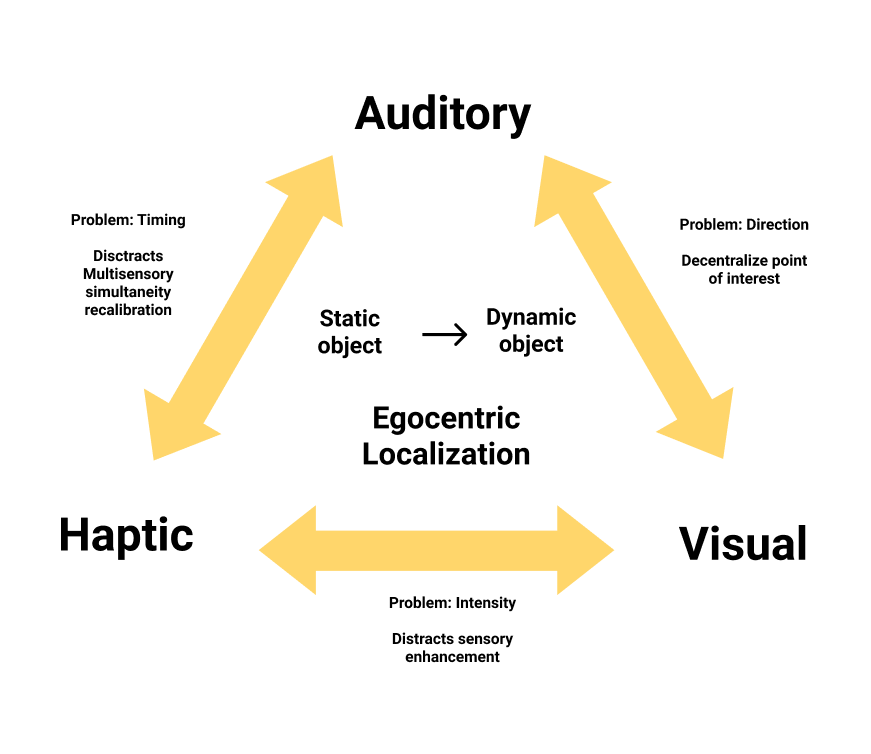 Auditory
Problem: Timing
Disctracts
Multisensory
simultaneity
recalibration
Problem: Direction
Decentralize point
of interest
Static
object
Dynamic
object
Egocentric
Localization
Haptic
Visual
Problem: Intensity
Distracts sensory
enhancement